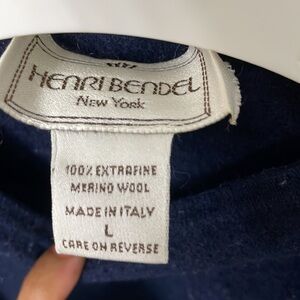 HENRI BENDEL
NEW YORK
100% EXTRAFINE
MERINO WOOL
MADE IN ITALY
L
CARE ON REVERSE